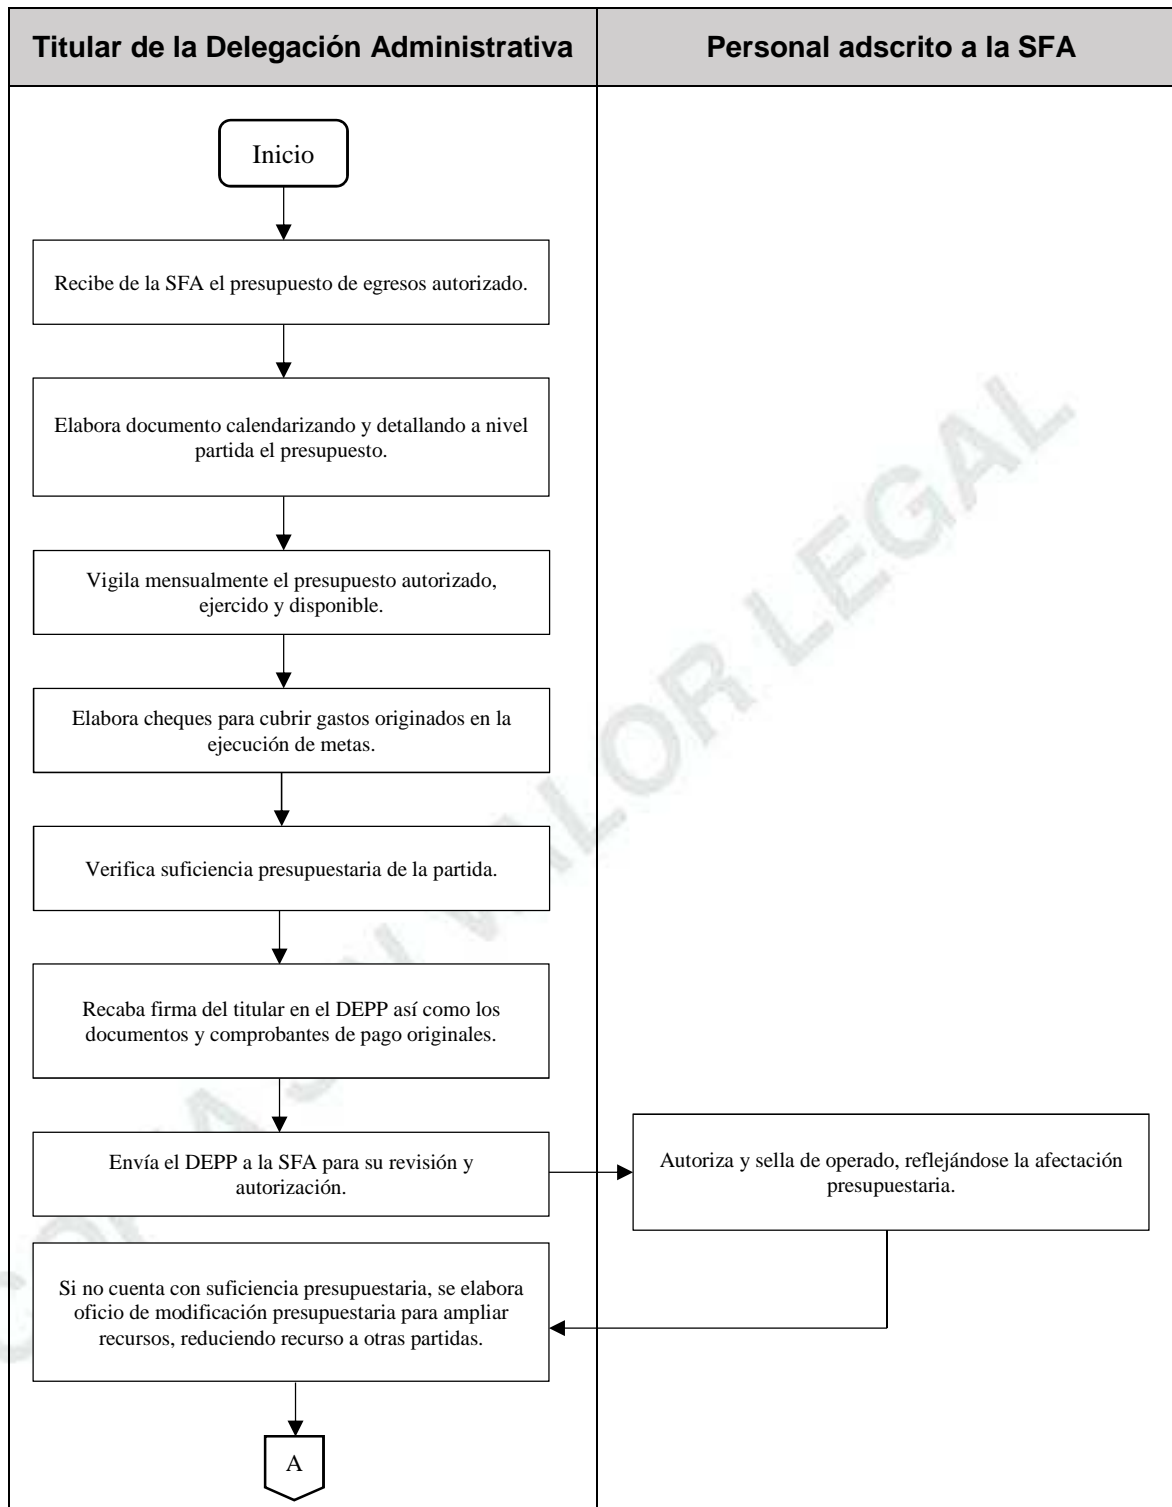 Titular de la Delegación Administrativa
Personal adscrito a la SFA
Inicio
Recibe de la SFA el presupuesto de egresos autorizado.
Elabora documento calendarizando y detallando a nivel
partida el presupuesto.
Vigila mensualmente el presupuesto autorizado,
ejercido y disponible.
Elabora cheques para cubrir gastos originados en la
ejecución de metas.
Verifica suficiencia presupuestaria de la partida.
Recaba firma del titular en el DEPP así como los
documentos y comprobantes de pago originales.
Envía el DEPP a la SFA para su revisión y
autorización.
Autoriza y sella de operado, reflejándose la afectación
presupuestaria.
Si no cuenta con suficiencia presupuestaria, se elabora
oficio de modificación presupuestaria para ampliar
recursos, reduciendo recurso a otras partidas.
A
COPIA SIN VALOR LEGAL